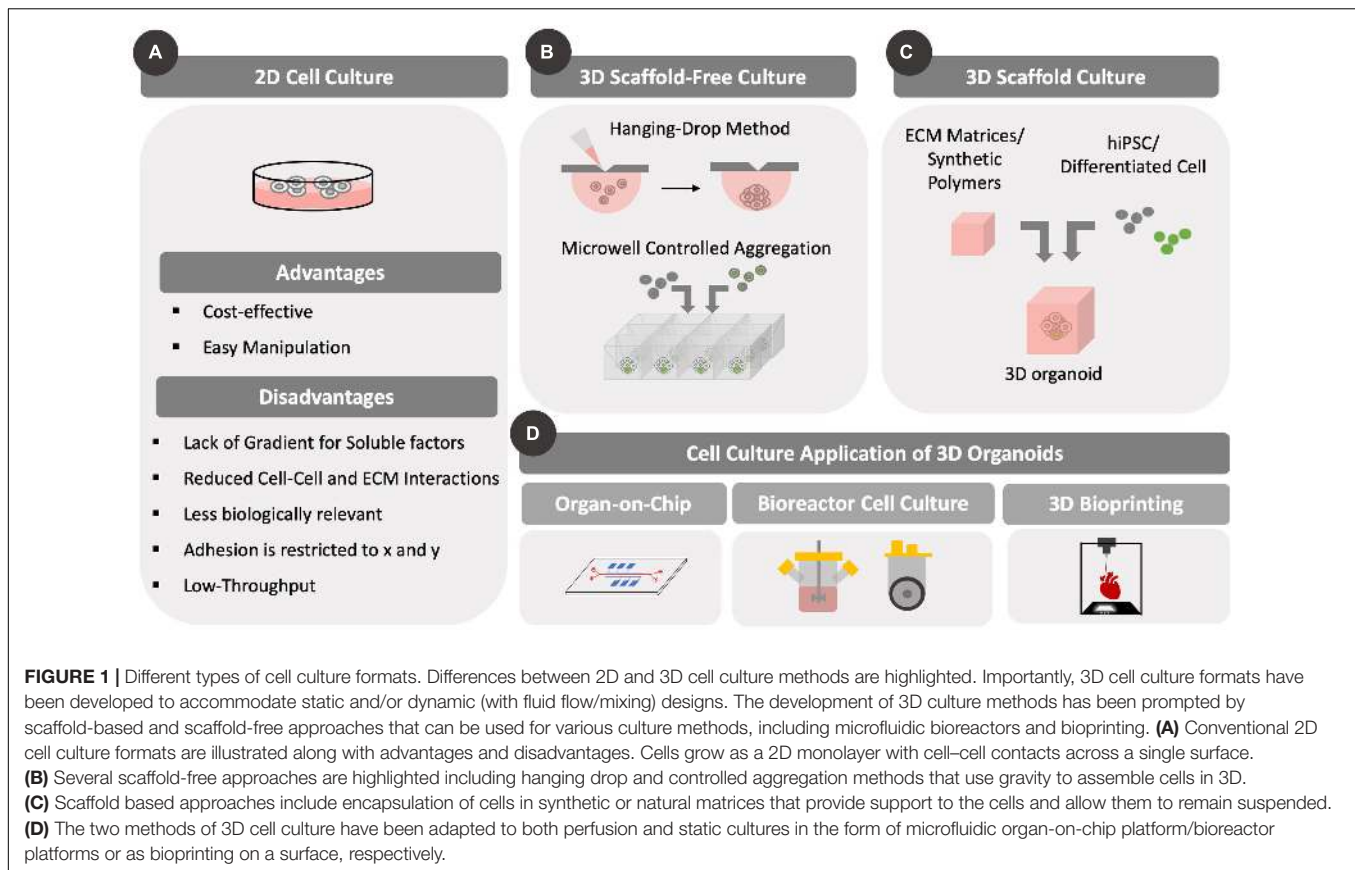 A
2D Cell Culture
Advantages
▪ Cost-effective
▪ Easy Manipulation
Disadvantages
▪ Lack of Gradient for Soluble factors
▪ Reduced Cell-Cell and ECM Interactions
▪ Less biologically relevant
▪ Adhesion is restricted to x and y
▪ Low-Throughput
B
3D Scaffold-Free Culture
Hanging-Drop Method
Microwell Controlled Aggregation
C
3D Scaffold Culture
ECM Matrices/
Synthetic
Polymers
hiPSC/
Differentiated Cell
3D organoid
D
Cell Culture Application of 3D Organoids
Organ-on-Chip
Bioreactor Cell Culture
3D Bioprinting
FIGURE 1 | Different types of cell culture formats. Differences between 2D and 3D cell culture methods are highlighted. Importantly, 3D cell culture formats have
been developed to accommodate static and/or dynamic (with fluid flow/mixing) designs. The development of 3D culture methods has been prompted by
scaffold-based and scaffold-free approaches that can be used for various culture methods, including microfluidic bioreactors and bioprinting. (A) Conventional 2D
cell culture formats are illustrated along with advantages and disadvantages. Cells grow as a 2D monolayer with cell–cell contacts across a single surface.
(B) Several scaffold-free approaches are highlighted including hanging drop and controlled aggregation methods that use gravity to assemble cells in 3D.
(C) Scaffold based approaches include encapsulation of cells in synthetic or natural matrices that provide support to the cells and allow them to remain suspended.
(D) The two methods of 3D cell culture have been adapted to both perfusion and static cultures in the form of microfluidic organ-on-chip platform/bioreactor
platforms or as bioprinting on a surface, respectively.